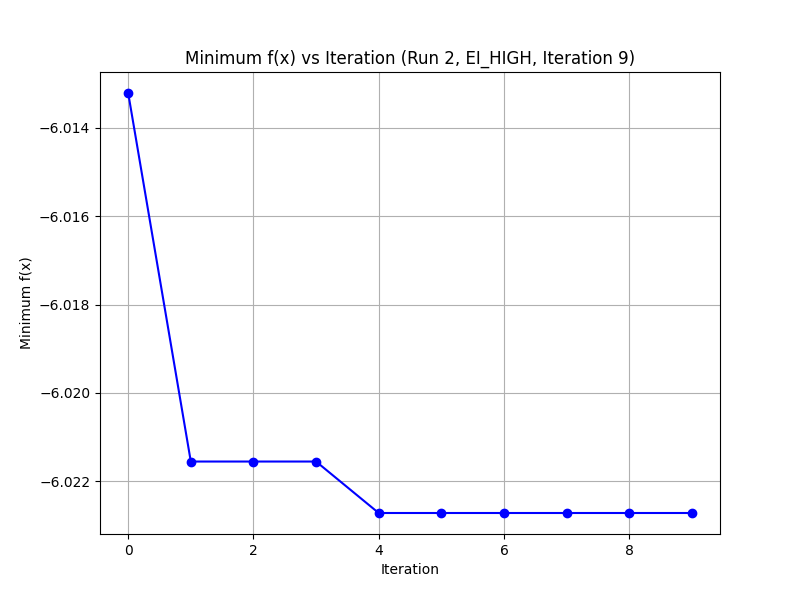 Minimum f(x) vs Iteration (Run 2, EI_HIGH, Iteration 9)
Minimum f(x)
−6.014
−6.016
−6.018
−6.020
−6.022
0 2 4 6 8
Iteration